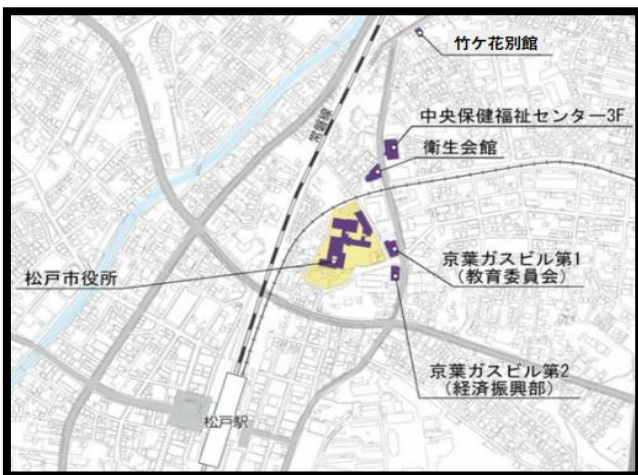 竹ケ花別館
中央保健福祉センター3F
衛生会館
常磐線
松戸市役所
京葉ガスビル第1
(教育委員会)
京葉ガスビル第2
(経済振興部)
松戸駅